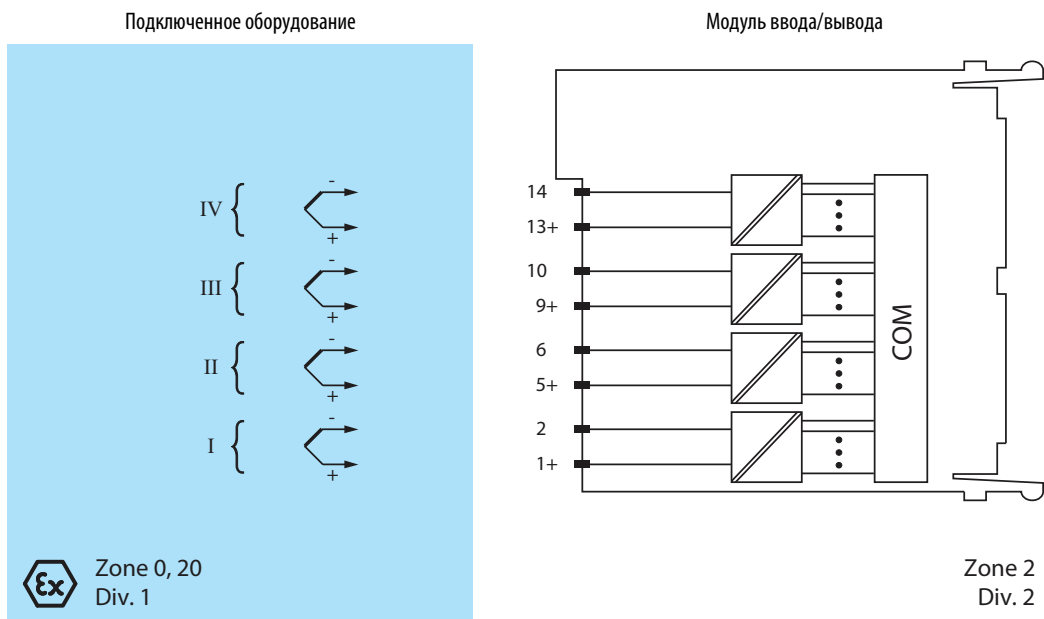 Подключенное оборудование
Модуль ввода/вывода
IV
-
+
III
-
+
II
-
+
I
-
+
14
13+
10
9+
6
5+
2
1+
COM
Ex
Zone 0, 20
Div. 1
Zone 2
Div. 2